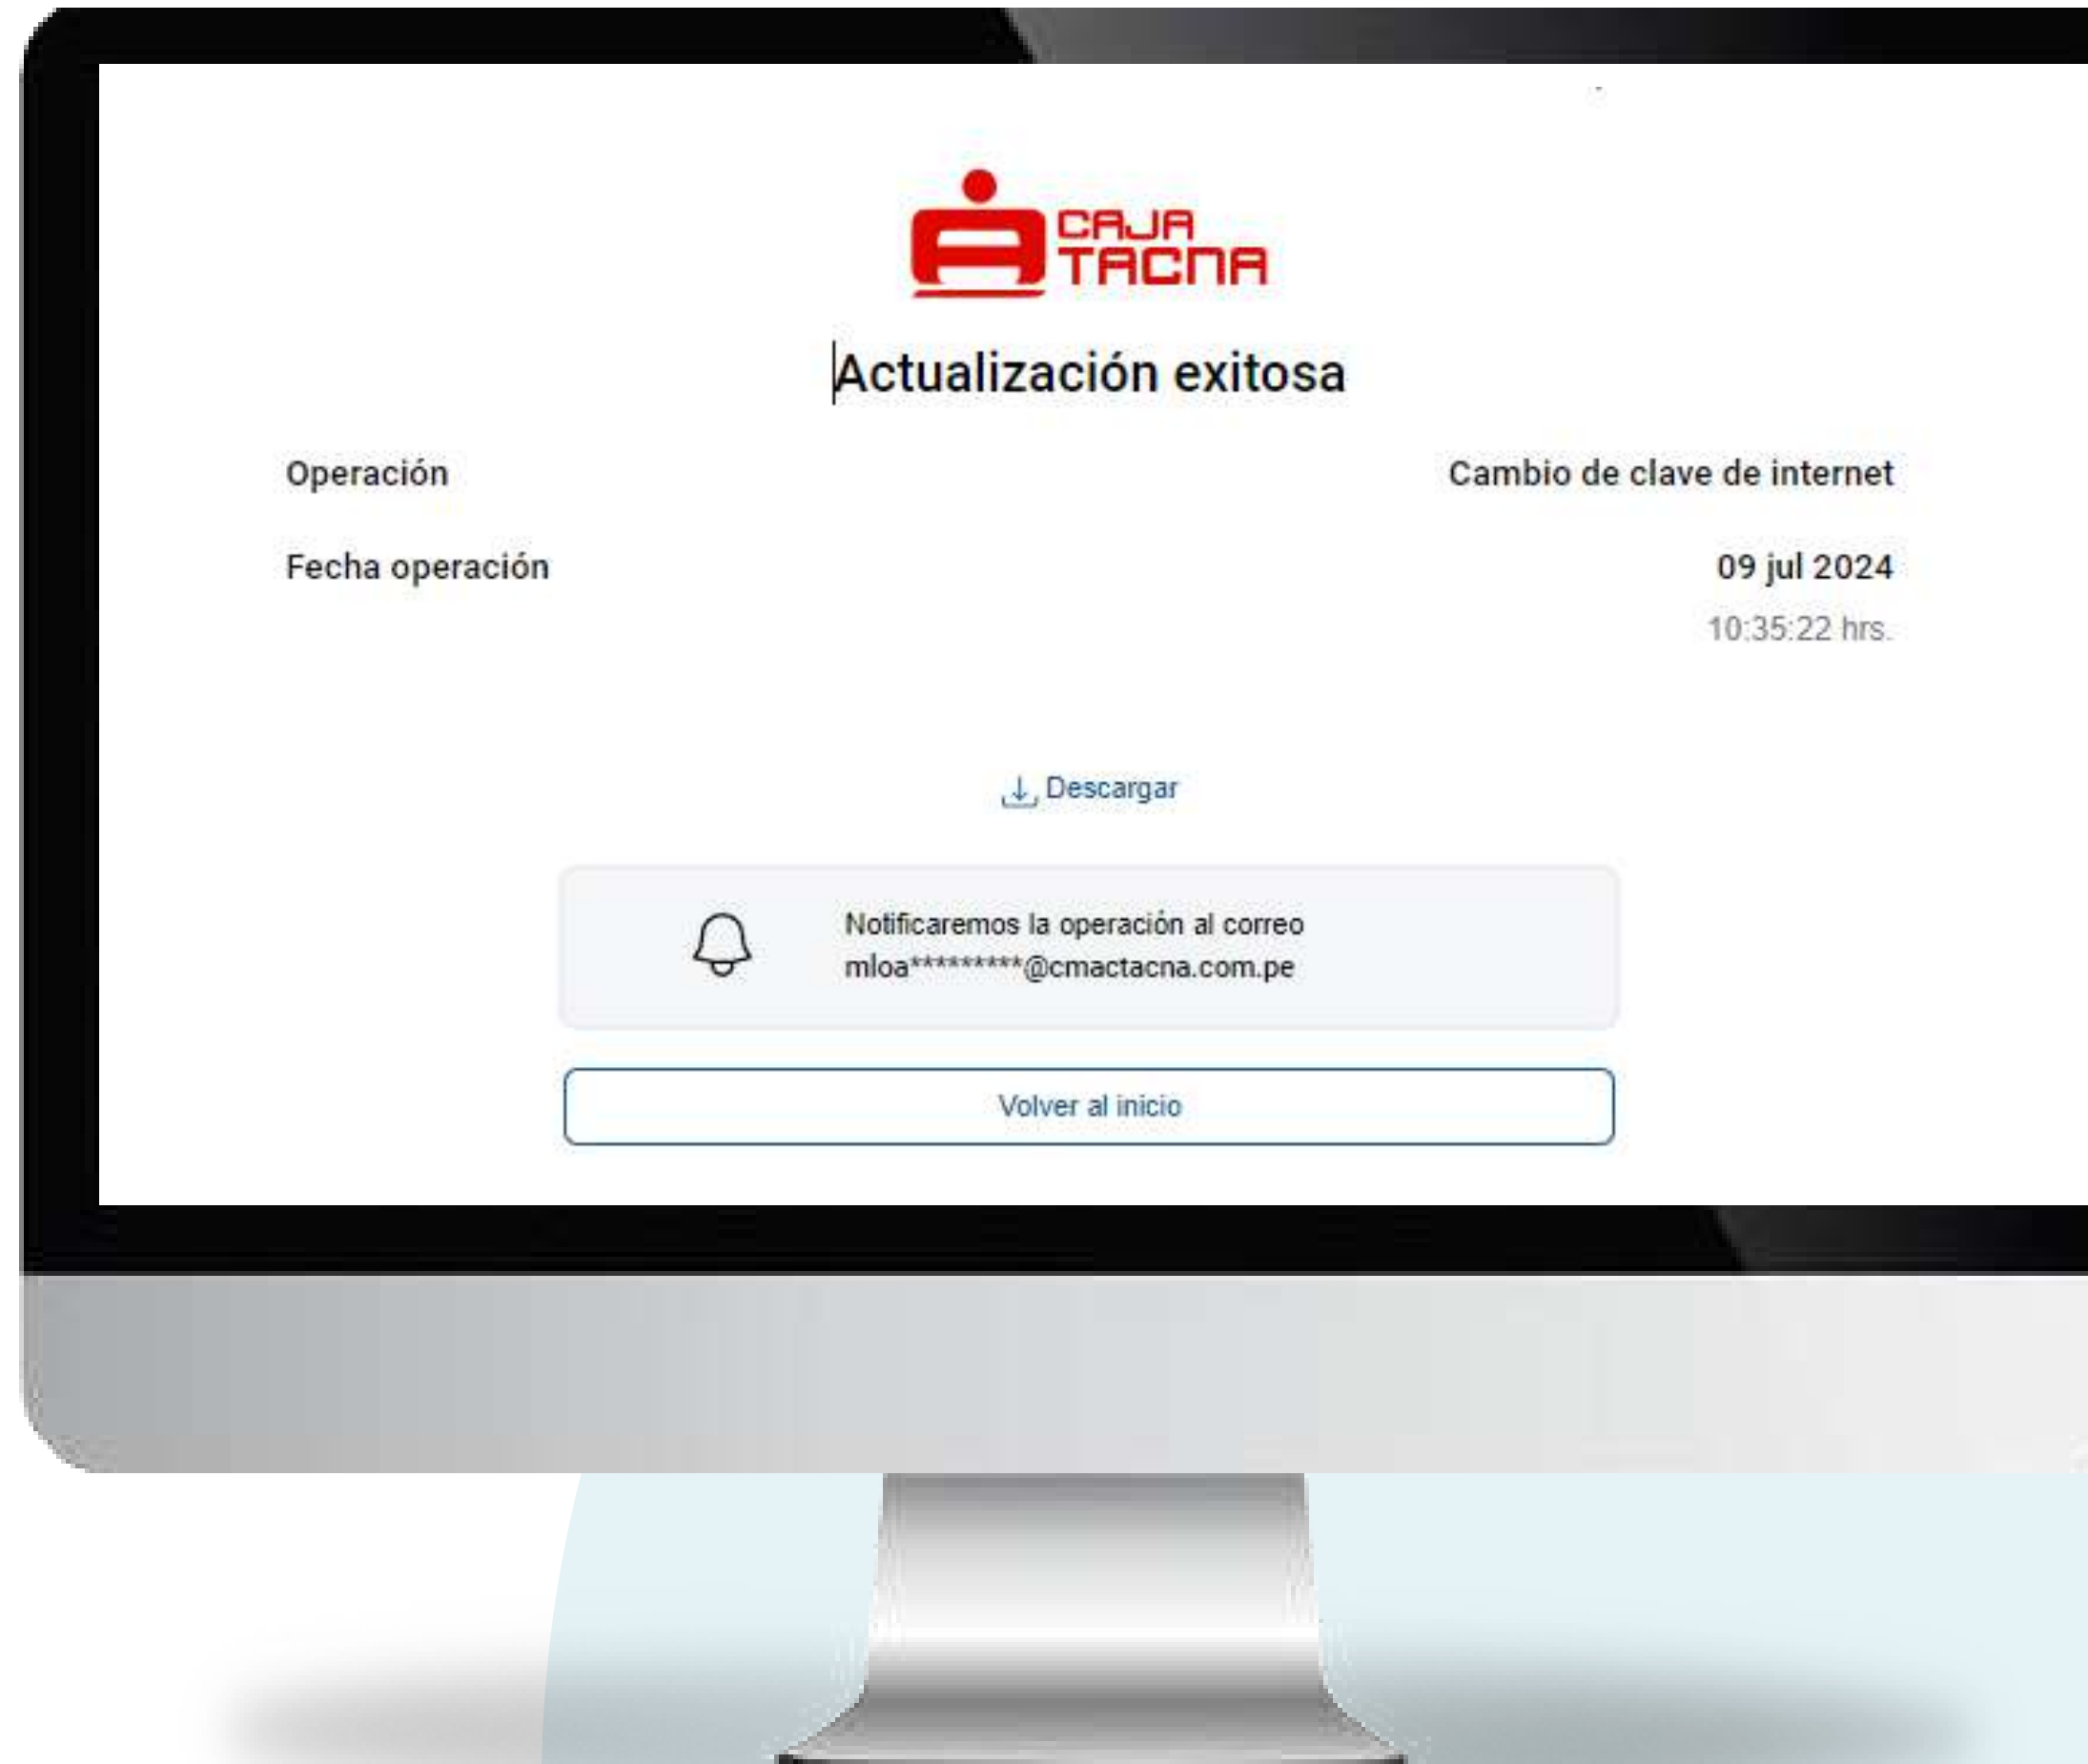 CAJA
TACNA
Actualización exitosa
Operación Cambio de clave de internet
Fecha operación 09 jul 2024
10:35:22 hrs.
Descargar
Notificaremos la operación al correo
mloa*********@cmactacna.com.pe
Volver al inicio